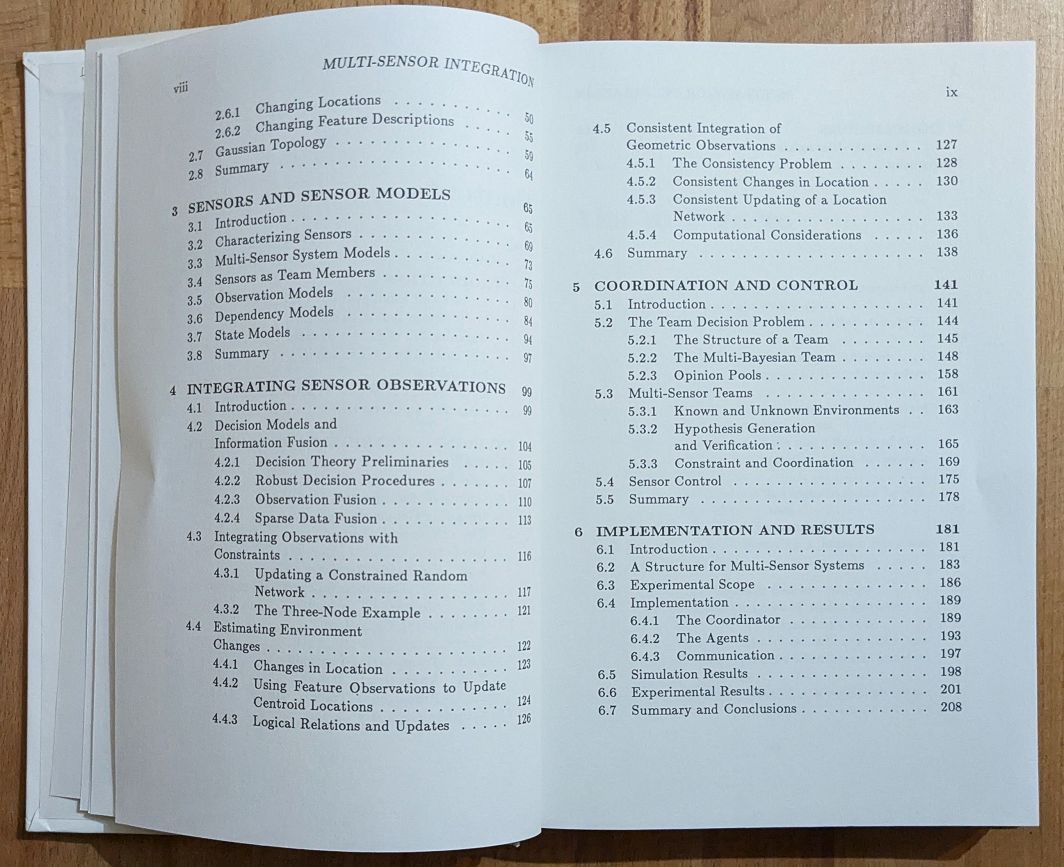 viii MULTI-SENSOR INTEGRATION
2.6.1 Changing Locations . . . . . . . . . . 50
2.6.2 Changing Feature Descriptions . . . . . 55
2.7 Gaussian Topology . . . . . . . . . . . . . . . 59
2.8 Summary . . . . . . . . . . . . . . . . . . . . 64
3 SENSORS AND SENSOR MODELS 65
3.1 Introduction . . . . . . . . . . . . . . . . . . . 65
3.2 Characterizing Sensors . . . . . . . . . . . . . 69
3.3 Multi-Sensor System Models . . . . . . . . . . 73
3.4 Sensors as Team Members . . . . . . . . . . . 75
3.5 Observation Models . . . . . . . . . . . . . . 80
3.6 Dependency Models . . . . . . . . . . . . . . 84
3.7 State Models . . . . . . . . . . . . . . . . . . 94
3.8 Summary . . . . . . . . . . . . . . . . . . . . 97
4 INTEGRATING SENSOR OBSERVATIONS 99
4.1 Introduction . . . . . . . . . . . . . . . . . . . 99
4.2 Decision Models and
Information Fusion . . . . . . . . . . . . . . . 104
4.2.1 Decision Theory Preliminaries . . . . . 105
4.2.2 Robust Decision Procedures . . . . . . . 107
4.2.3 Observation Fusion . . . . . . . . . . . . 110
4.2.4 Sparse Data Fusion . . . . . . . . . . . . 113
4.3 Integrating Observations with
Constraints . . . . . . . . . . . . . . . . . . . 116
4.3.1 Updating a Constrained Random
Network . . . . . . . . . . . . . . . . . . 117
4.3.2 The Three-Node Example . . . . . . . . 121
4.4 Estimating Environment
Changes . . . . . . . . . . . . . . . . . . . . . 122
4.4.1 Changes in Location . . . . . . . . . . . 123
4.4.2 Using Feature Observations to Update
Centroid Locations . . . . . . . . . . . . 124
4.4.3 Logical Relations and Updates . . . . . 126
ix
4.5 Consistent Integration of
Geometric Observations . . . . . . . . . . . . . 127
4.5.1 The Consistency Problem . . . . . . . . 128
4.5.2 Consistent Changes in Location . . . . . 130
4.5.3 Consistent Updating of a Location
Network . . . . . . . . . . . . . . . . . . 133
4.5.4 Computational Considerations . . . . . 136
4.6 Summary . . . . . . . . . . . . . . . . . . . . 138
5 COORDINATION AND CONTROL 141
5.1 Introduction . . . . . . . . . . . . . . . . . . . 141
5.2 The Team Decision Problem . . . . . . . . . . . 144
5.2.1 The Structure of a Team . . . . . . . . 145
5.2.2 The Multi-Bayesian Team . . . . . . . . 148
5.2.3 Opinion Pools . . . . . . . . . . . . . . . 158
5.3 Multi-Sensor Teams . . . . . . . . . . . . . . 161
5.3.1 Known and Unknown Environments . . 163
5.3.2 Hypothesis Generation
and Verification . . . . . . . . . . . . . . 165
5.3.3 Constraint and Coordination . . . . . . 169
5.4 Sensor Control . . . . . . . . . . . . . . . . . 175
5.5 Summary . . . . . . . . . . . . . . . . . . . . 178
6 IMPLEMENTATION AND RESULTS 181
6.1 Introduction . . . . . . . . . . . . . . . . . . . 181
6.2 A Structure for Multi-Sensor Systems . . . . . 183
6.3 Experimental Scope . . . . . . . . . . . . . . 186
6.4 Implementation . . . . . . . . . . . . . . . . . 189
6.4.1 The Coordinator . . . . . . . . . . . . . 189
6.4.2 The Agents . . . . . . . . . . . . . . . . 193
6.4.3 Communication . . . . . . . . . . . . . . 197
6.5 Simulation Results . . . . . . . . . . . . . . . 198
6.6 Experimental Results . . . . . . . . . . . . . . 201
6.7 Summary and Conclusions . . . . . . . . . . . . 208